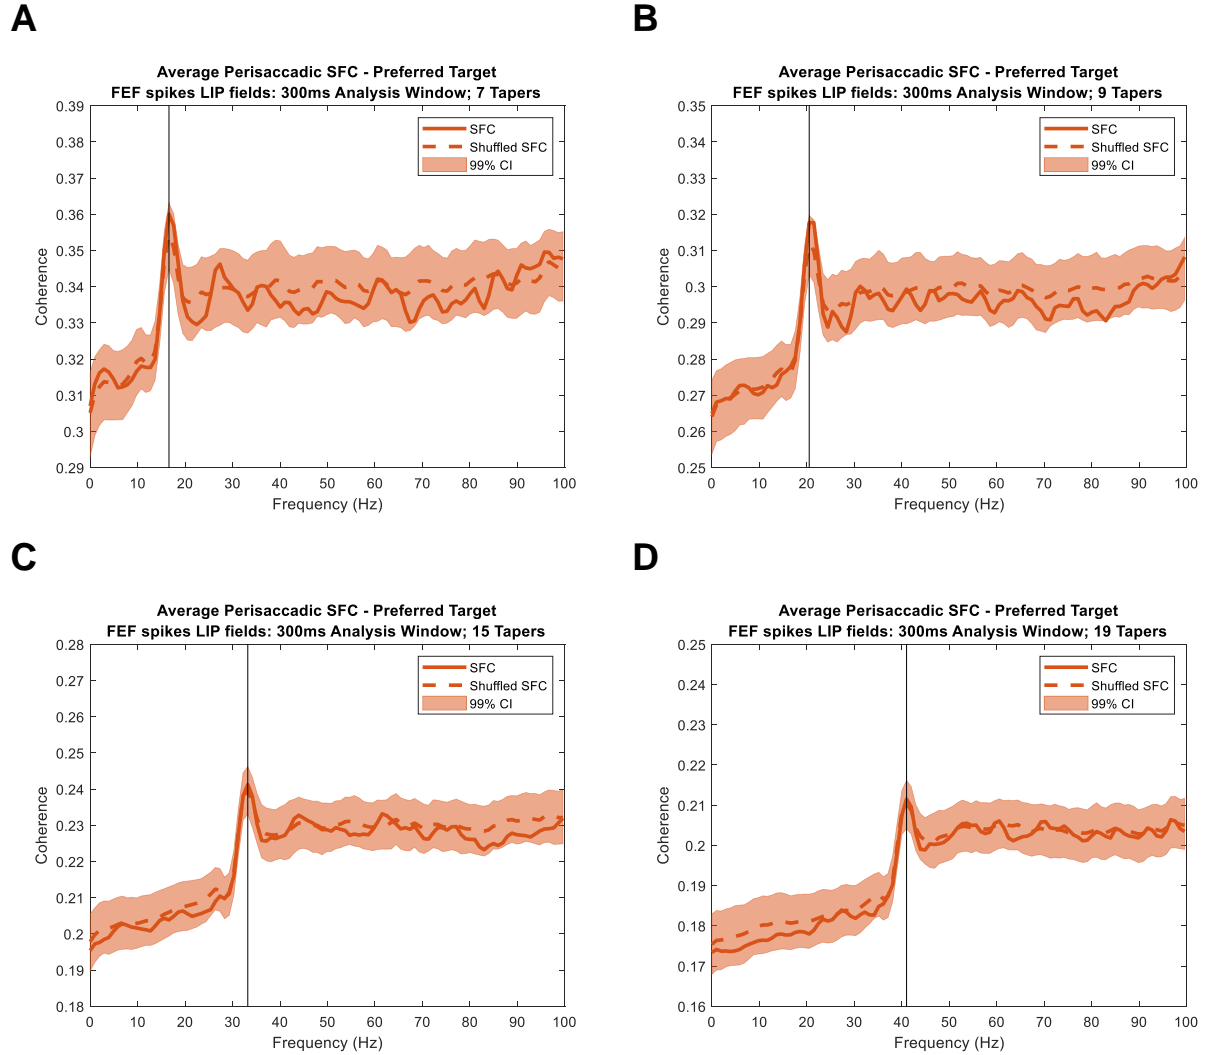 A
Average Perisaccadic SFC - Preferred Target
FEF spikes LIP fields: 300ms Analysis Window; 7 Tapers
0.39
0.38
0.37
0.36
0.35
0.34
0.33
0.32
0.31
0.3
0.29
Coherence
SFC
Shuffled SFC
99% CI
0 10 20 30 40 50 60 70 80 90 100
Frequency (Hz)
B
Average Perisaccadic SFC - Preferred Target
FEF spikes LIP fields: 300ms Analysis Window; 9 Tapers
0.35
0.34
0.33
0.32
0.31
0.3
0.29
0.28
0.27
0.26
0.25
Coherence
SFC
Shuffled SFC
99% CI
0 10 20 30 40 50 60 70 80 90 100
Frequency (Hz)
C
Average Perisaccadic SFC - Preferred Target
FEF spikes LIP fields: 300ms Analysis Window; 15 Tapers
0.28
0.27
0.26
0.25
0.24
0.23
0.22
0.21
0.2
0.19
0.18
Coherence
SFC
Shuffled SFC
99% CI
0 10 20 30 40 50 60 70 80 90 100
Frequency (Hz)
D
Average Perisaccadic SFC - Preferred Target
FEF spikes LIP fields: 300ms Analysis Window; 19 Tapers
0.25
0.24
0.23
0.22
0.21
0.2
0.19
0.18
0.17
0.16
Coherence
SFC
Shuffled SFC
99% CI
0 10 20 30 40 50 60 70 80 90 100
Frequency (Hz)